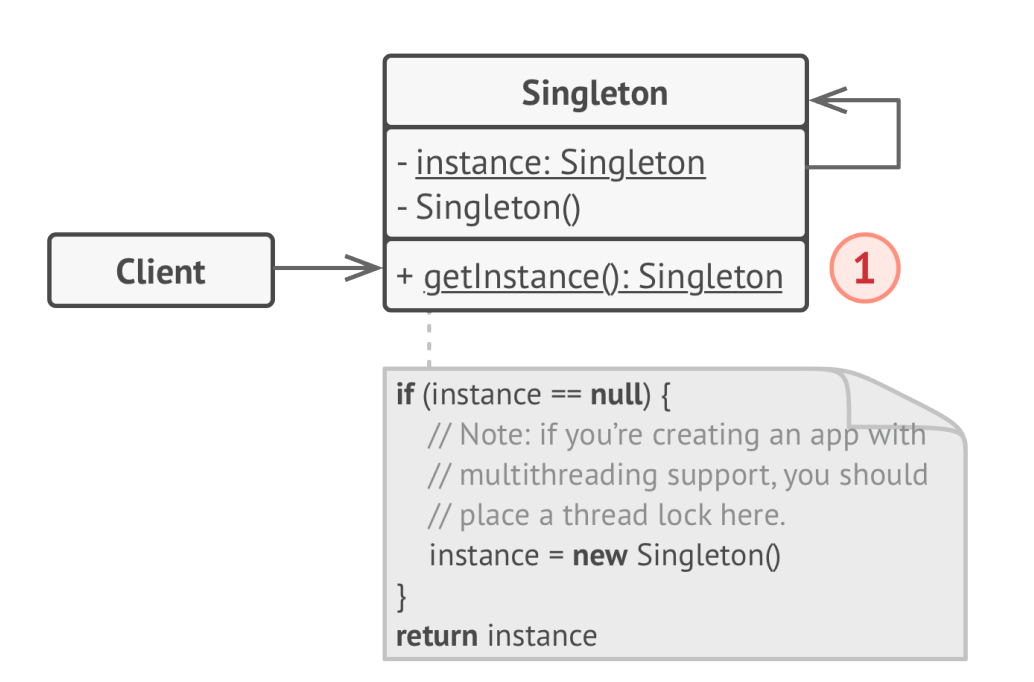 Singleton
- instance: Singleton
- Singleton()
Client
+ getInstance(): Singleton
1
if (instance == null) {
// Note: if you’re creating an app with
// multithreading support, you should
// place a thread lock here.
instance = new Singleton()
}
return instance